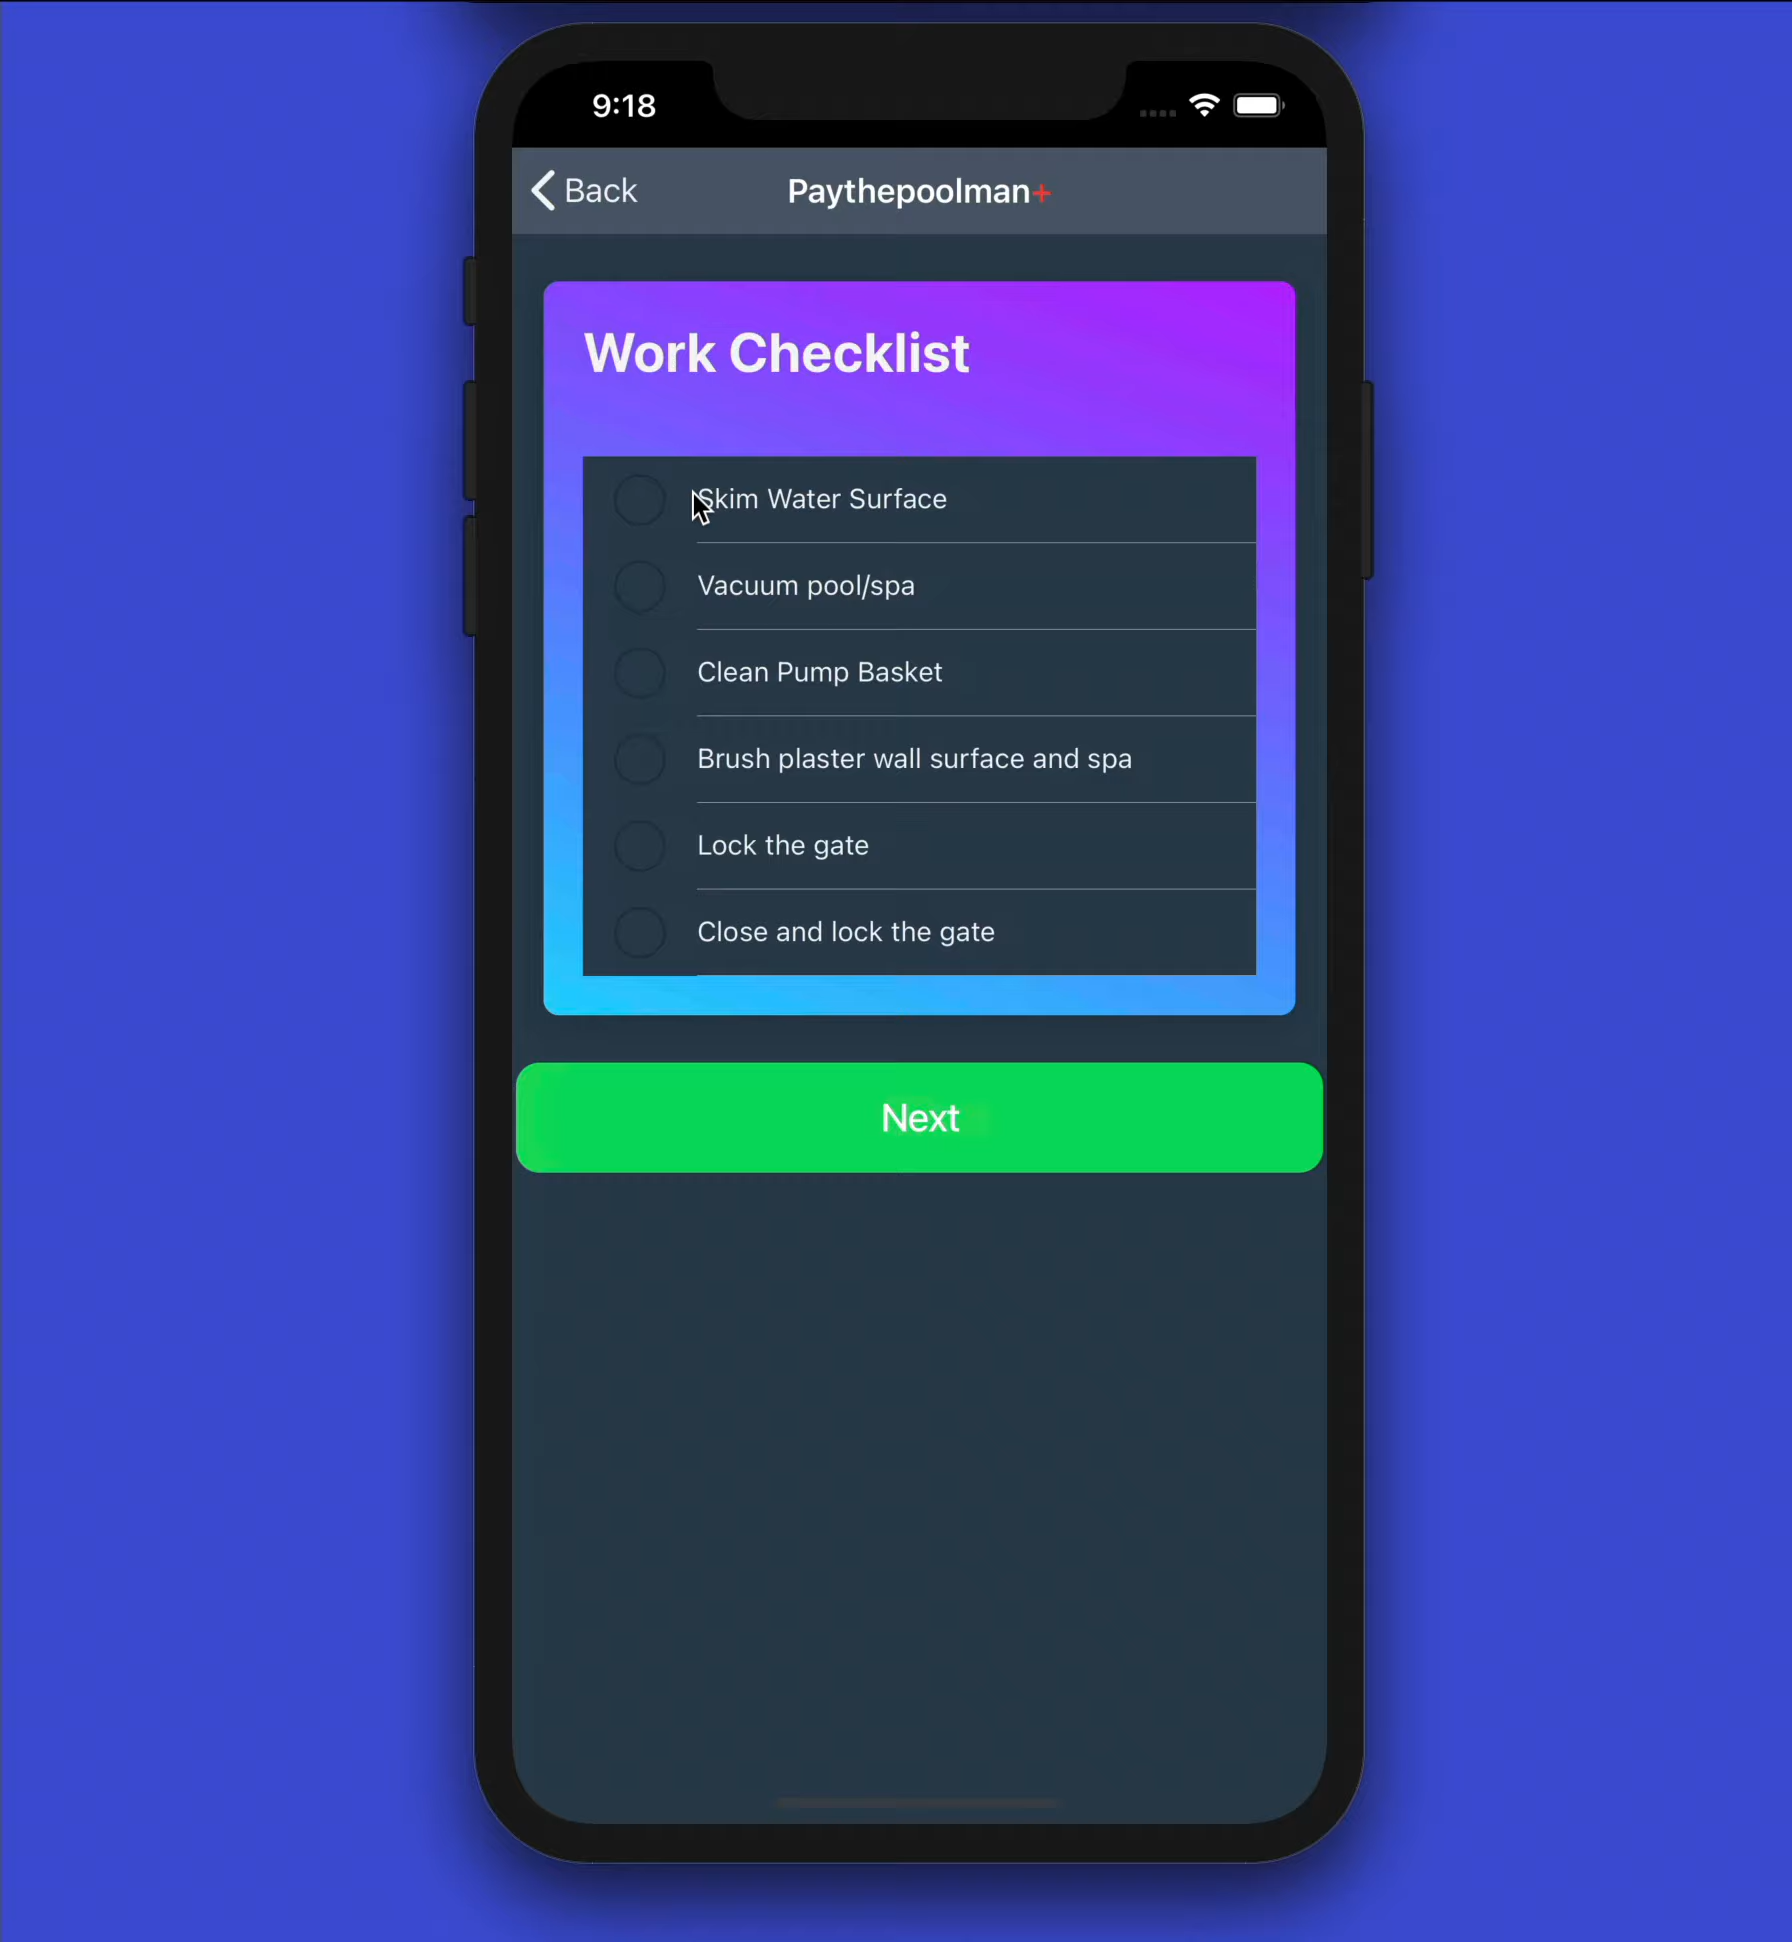 9:18
Back
Paythepoolman+
Work Checklist
Skim Water Surface
Vacuum pool/spa
Clean Pump Basket
Brush plaster wall surface and spa
Lock the gate
Close and lock the gate
Next